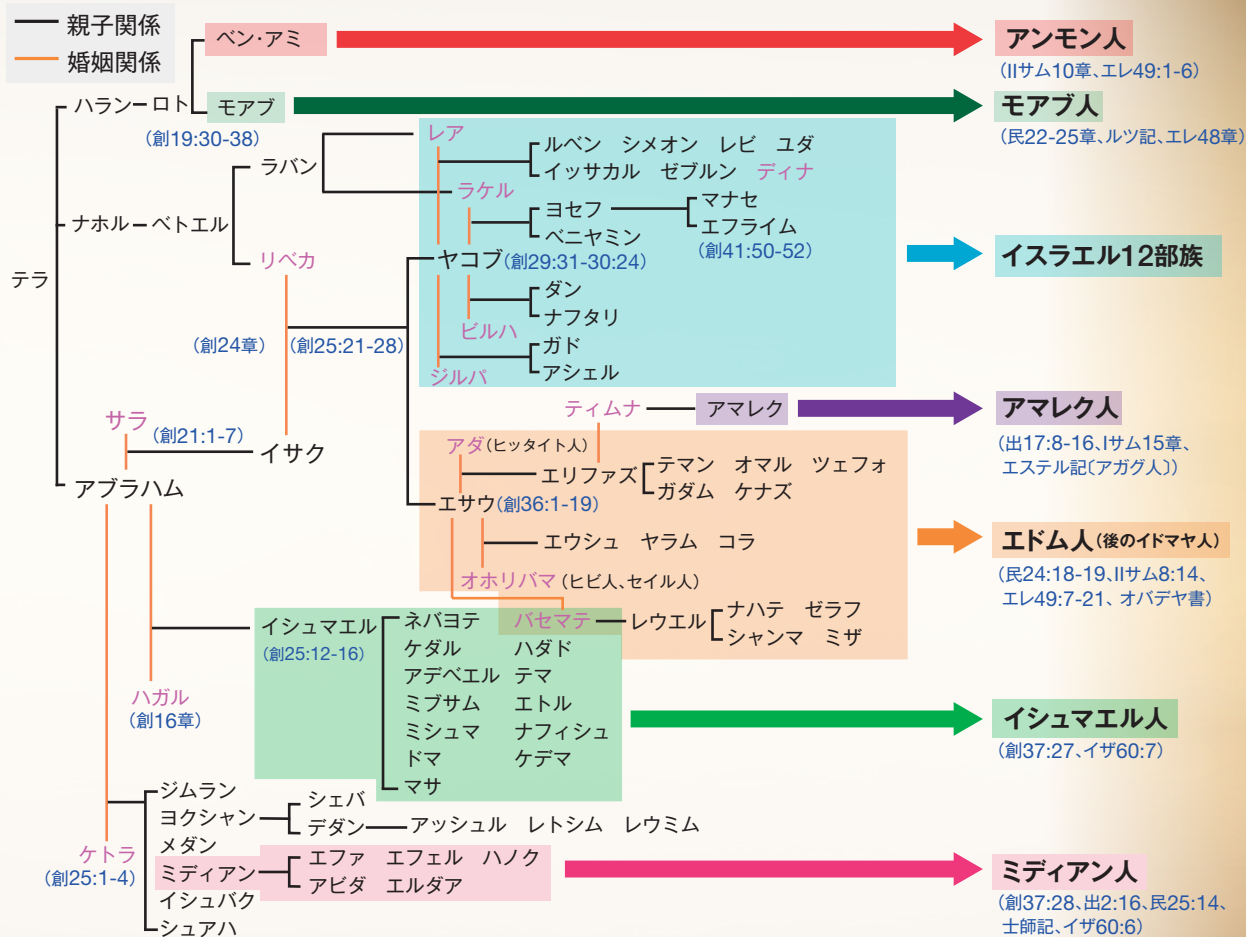 親子関係
婚姻関係
ベン・アミ
アンモン人
(IIサム10章、エレ49:1-6)
ハラン ロト
モアブ
モアブ人
(創19:30-38)
(民22-25章、ルツ記、エレ48章)
ラバン
レア
ルベン シメオン レビ ユダ
イッサカル ゼブルン ディナ
ラケル
ヨセフ
マナセ
ベニヤミン
エフライム
(創41:50-52)
ナホル ベトエル
リベカ
ヤコブ(創29:31-30:24)
イスラエル12部族
テラ
ダン
ナフタリ
ビルハ
(創24章)
(創25:21-28)
ガド
アシェル
ジルパ
サラ
(創21:1-7)
イサク
ティムナ
アマレク
アマレク人
(出17:8-16、Iサム15章、
エステル記〔アガグ人〕)
アダ(ヒッタイト人)
エリファズ
テマン オマル ツェフォ
ガダム ケナズ
アブラハム
エサウ(創36:1-19)
エウシュ ヤラム コラ
エドム人(後のイドマヤ人)
(民24:18-19、IIサム8:14、
エレ49:7-21、オバデヤ書)
オホリバマ(ヒビ人、セイル人)
バセマテ
レウエル
ナハテ ゼラフ
シャンマ ミザ
イシュマエル
(創25:12-16)
ネバヨテ
ケダル ハダド
アデベエル テマ
ミブサム エトル
ミシュマ ナフィシュ
ドマ ケデマ
マサ
イシュマエル人
(創37:27、イザ60:7)
ハガル
(創16章)
ケトラ
(創25:1-4)
ジムラン
ヨクシャン
シェバ
デダン
アッシュル レトシム レウミム
メダン
ミディアン
エファ エフェル ハノク
アビダ エルダア
イシュバク
シュアハ
ミディアン人
(創37:28、出2:16、民25:14、
士師記、イザ60:6)